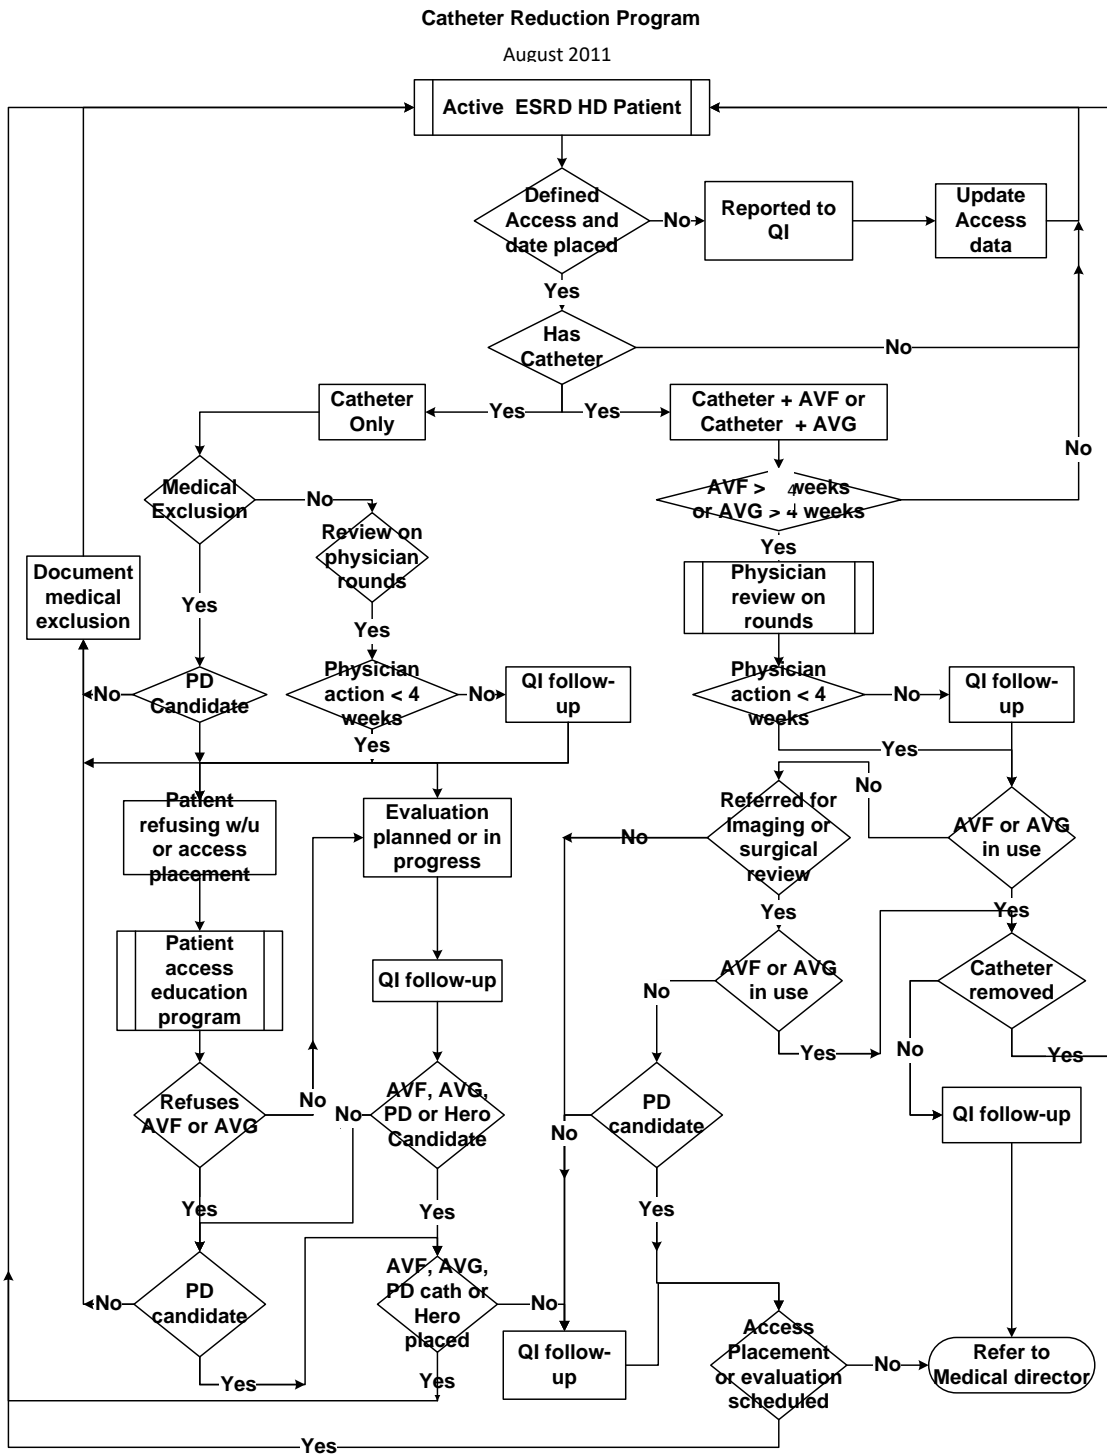 Catheter Reduction Program
August 2011
Active ESRD HD Patient
Defined
Access and
date placed
No
Reported to
QI
Update
Access
data
Yes
Has
Catheter
No
Catheter
Only
Yes
Yes
Catheter + AVF or
Catheter + AVG
No
Medical
Exclusion
No
AVF > 4 weeks
or AVG > 4 weeks
Review on
physician
rounds
Yes
Document
medical
exclusion
Yes
Yes
Physician
review on
rounds
No
PD
Candidate
Physician
action < 4
weeks
No
QI follow-
up
Physician
action < 4
weeks
No
QI follow-
up
Yes
Yes
Patient
refusing w/u
or access
placement
Evaluation
planned or in
progress
No
Referred for
Imaging or
surgical
review
No
AVF or AVG
in use
Yes
Yes
Patient
access
education
program
QI follow-up
No
AVF or AVG
in use
Catheter
removed
Yes
No
Yes
Refuses
AVF or AVG
No
No
AVF, AVG,
PD or Hero
Candidate
No
PD
candidate
QI follow-up
Yes
Yes
Yes
No
PD
candidate
AVF, AVG,
PD cath or
Hero
placed
No
QI follow-
up
Access
Placement
or evaluation
scheduled
No
Refer to
Medical director
Yes
Yes
Yes